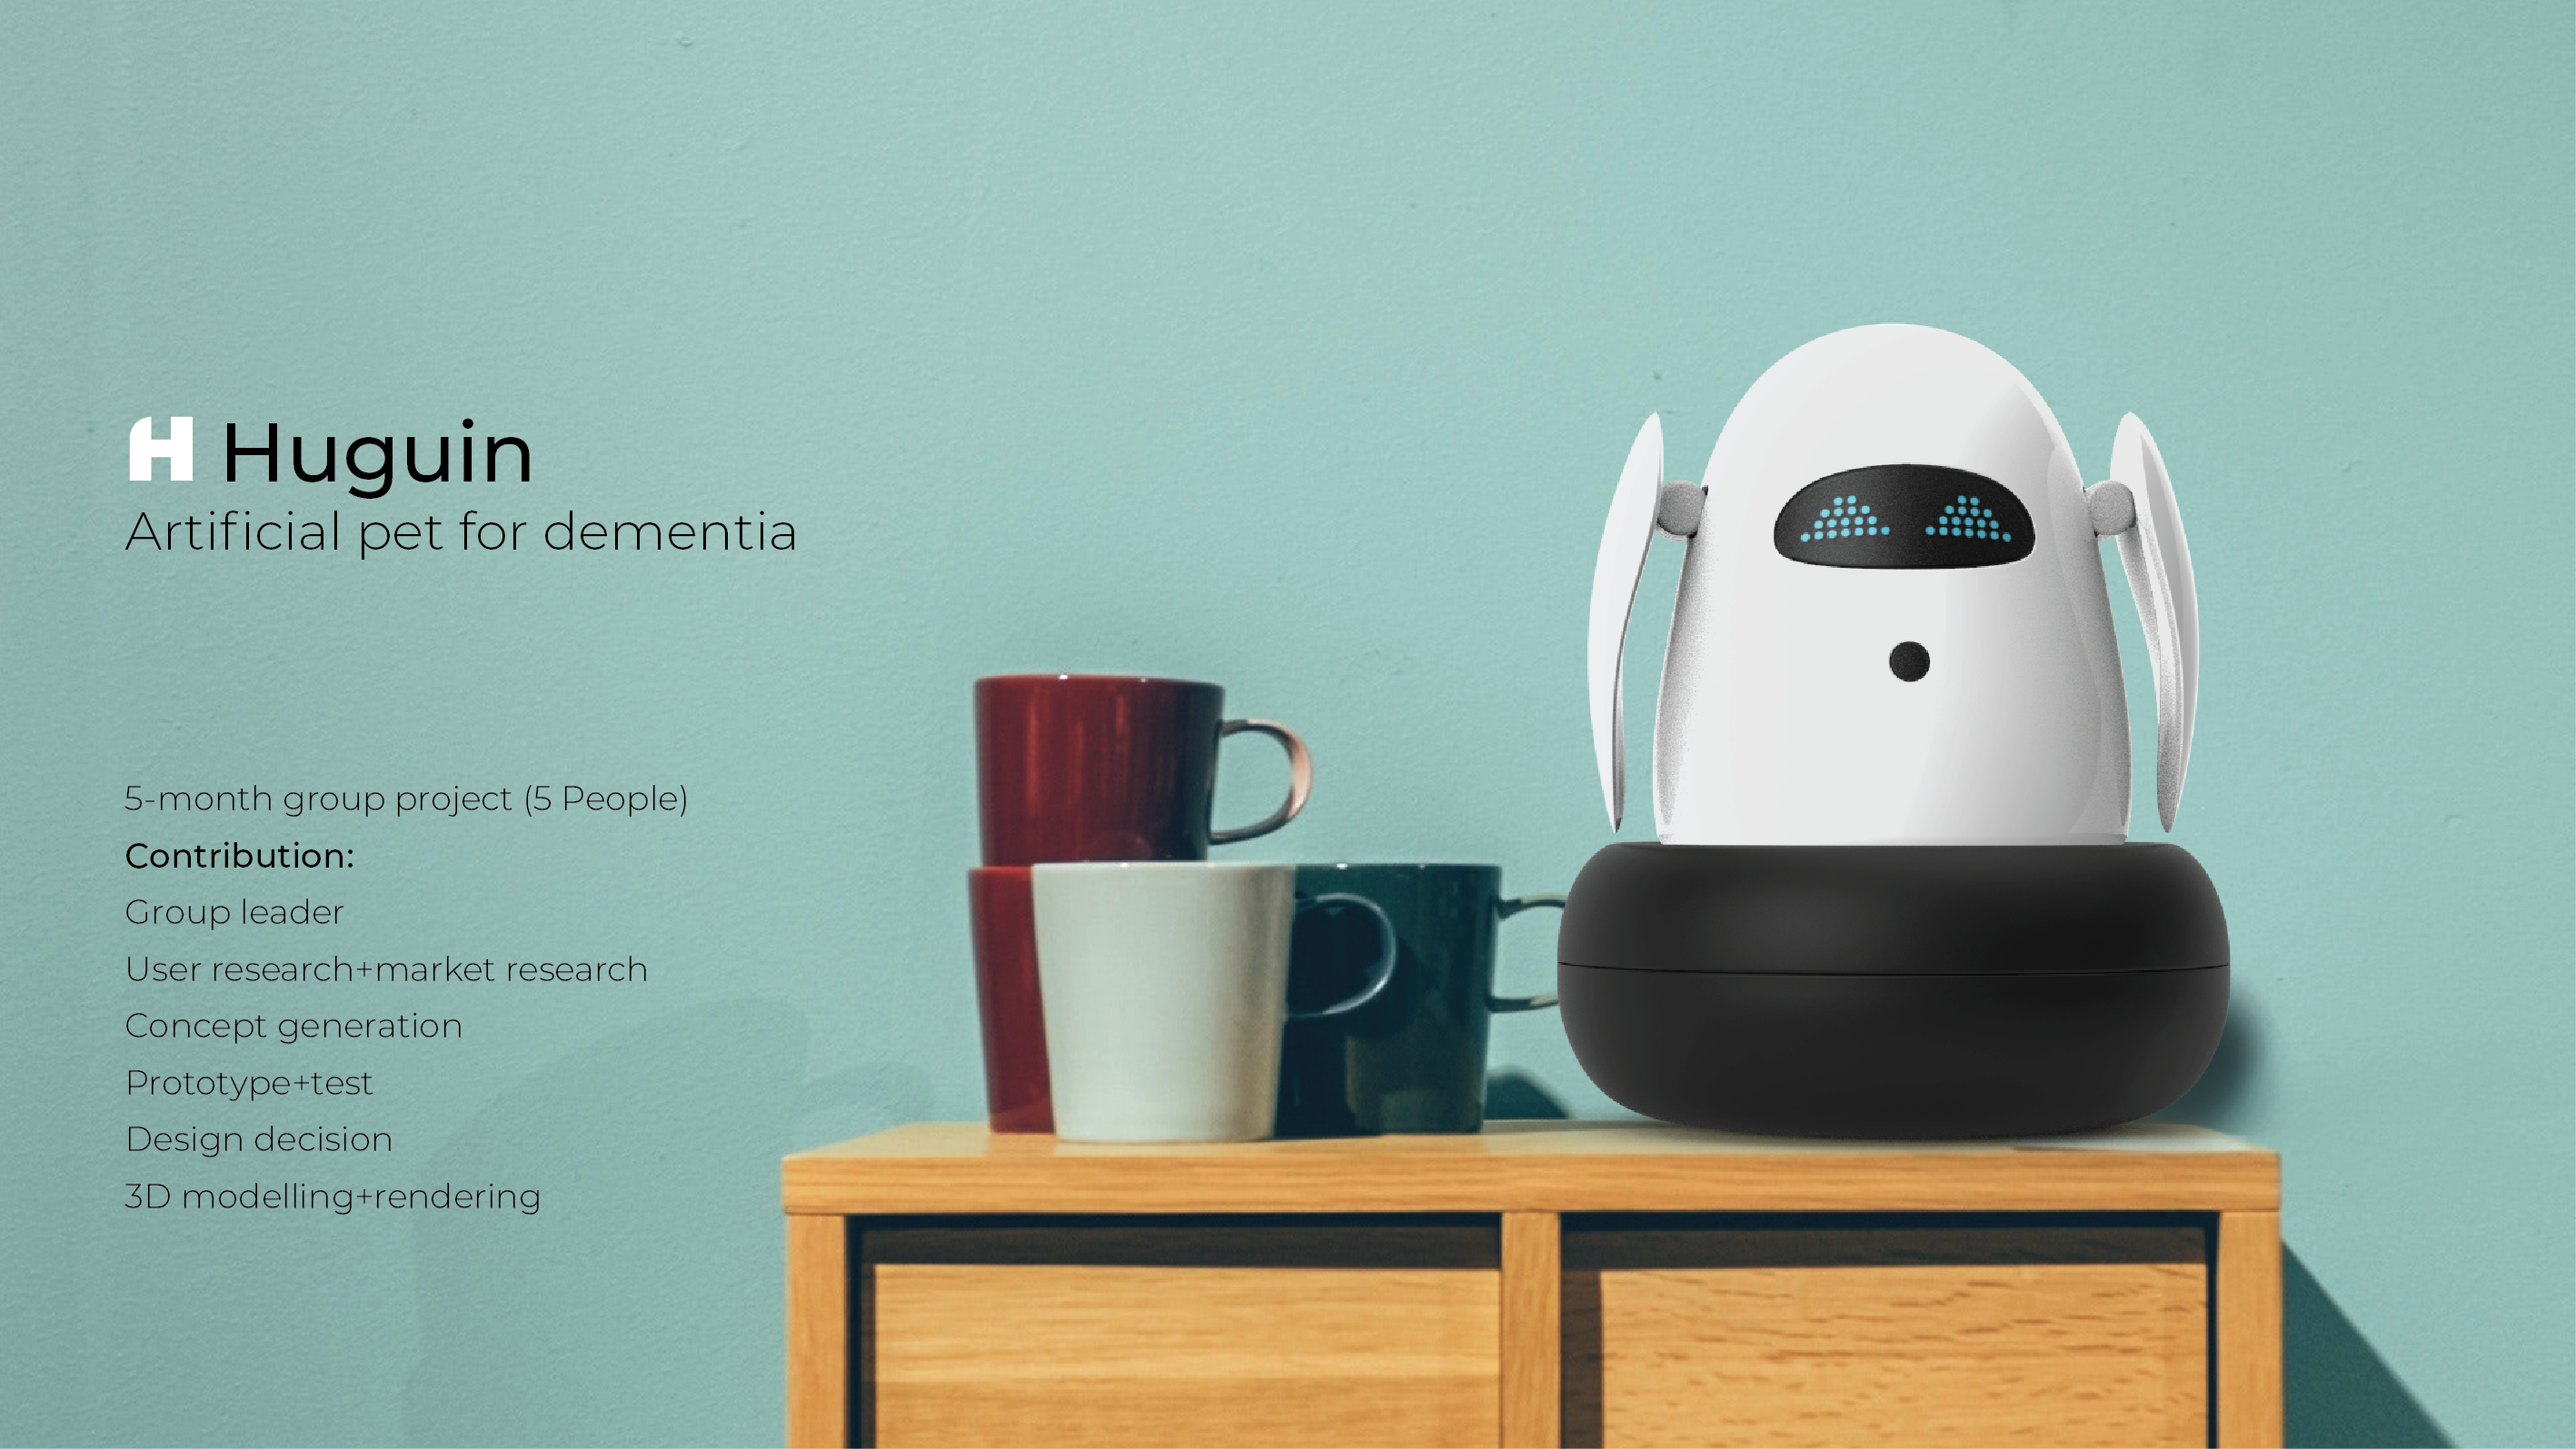 H Huguin
Artificial pet for dementia
5-month group project (5 People)
Contribution:
Group leader
User research+market research
Concept generation
Prototype+test
Design decision
3D modelling+rendering